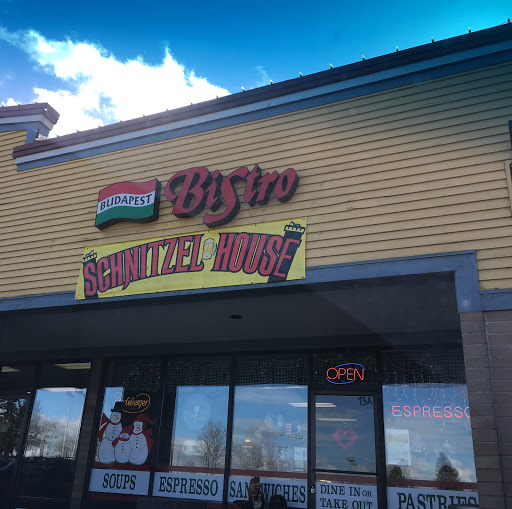 BUDAPEST
Bistro
SCHNITZEL HOUSE
OPEN
13A
ESPRESSO
SOUPS
ESPRESSO
SANDWICHES
DINE IN OR
TAKE OUT
PASTRIES